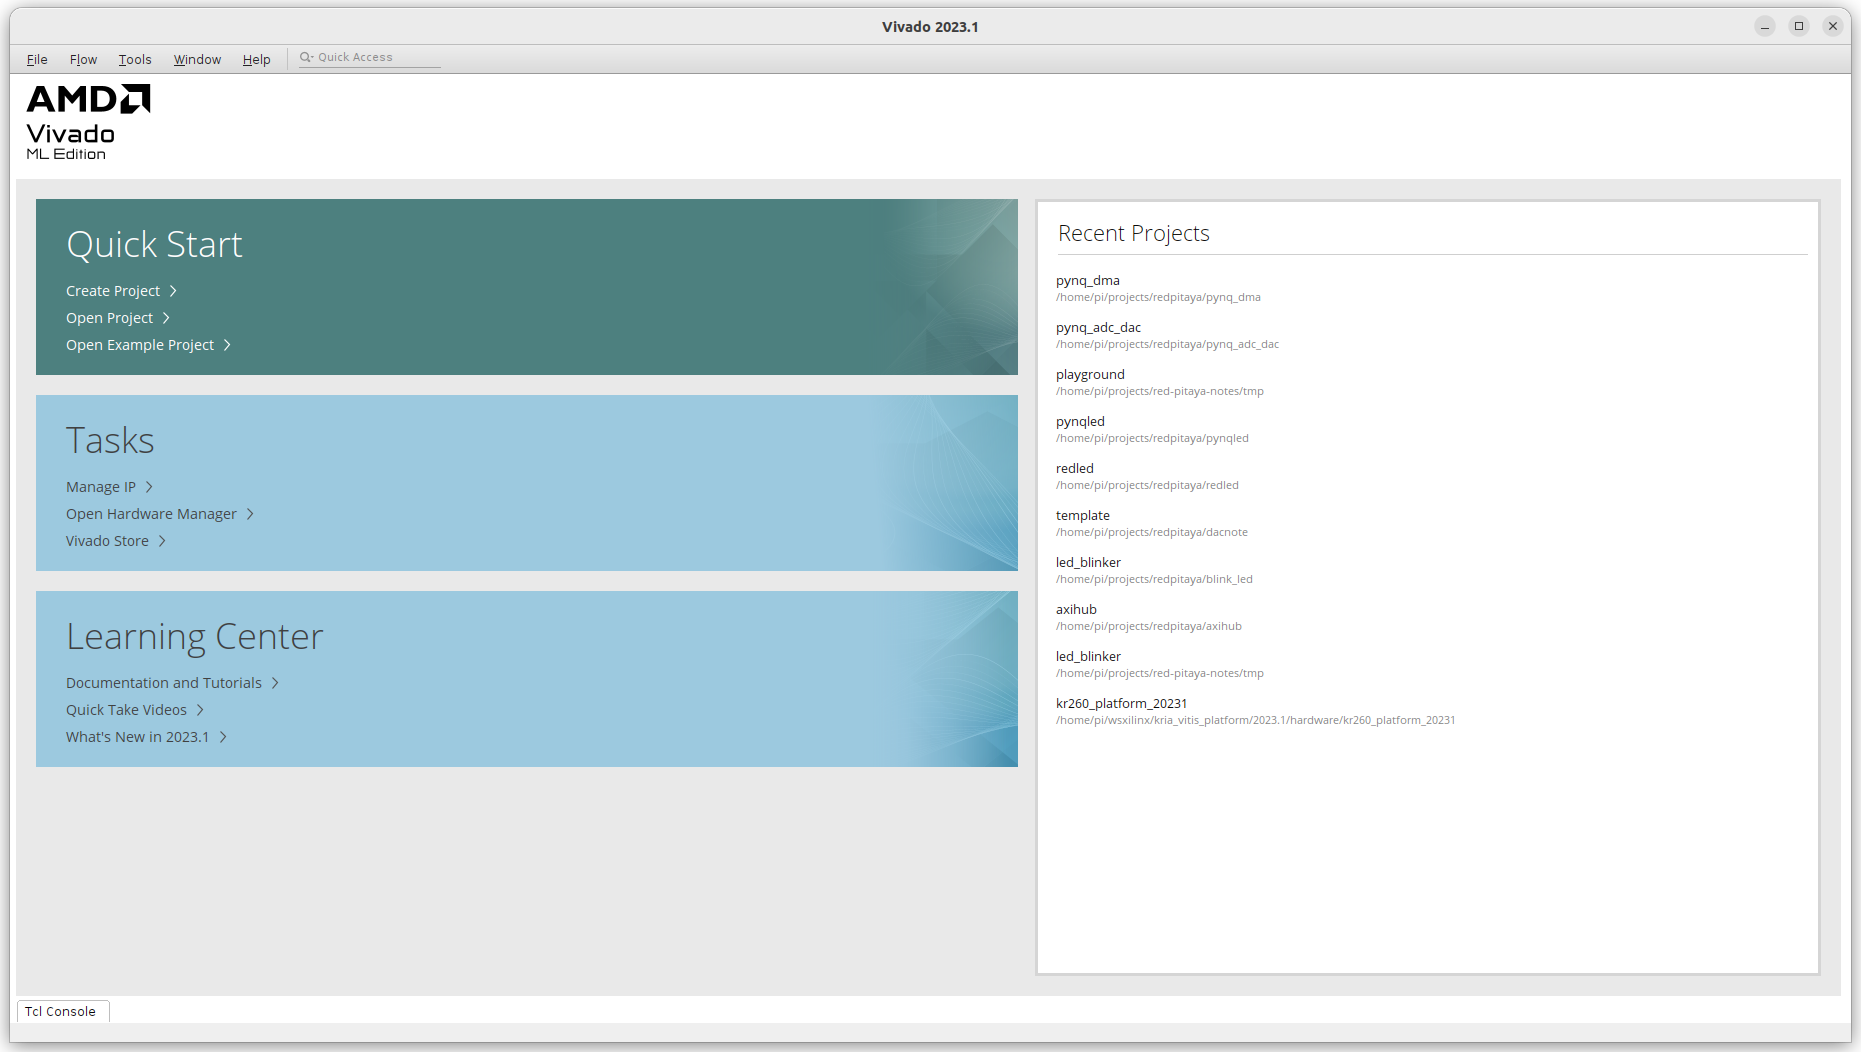 Vivado 2023.1
File Flow Tools Window Help Quick Access
AMD
Vivado
ML Edition
Quick Start
Create Project
Open Project
Open Example Project
Tasks
Manage IP
Open Hardware Manager
Vivado Store
Learning Center
Documentation and Tutorials
Quick Take Videos
What's New in 2023.1
Recent Projects
pynq_dma
/home/pi/projects/redpitaya/pynq_dma
pynq_adc_dac
/home/pi/projects/redpitaya/pynq_adc_dac
playground
/home/pi/projects/red-pitaya-notes/tmp
pynqled
/home/pi/projects/redpitaya/pynqled
redled
/home/pi/projects/redpitaya/redled
template
/home/pi/projects/redpitaya/dacnote
led_blinker
/home/pi/projects/redpitaya/blink_led
axihub
/home/pi/projects/redpitaya/axihub
led_blinker
/home/pi/projects/red-pitaya-notes/tmp
kr260_platform_20231
/home/pi/wsxilinx/kria_vitis_platform/2023.1/hardware/kr260_platform_20231
Tcl Console